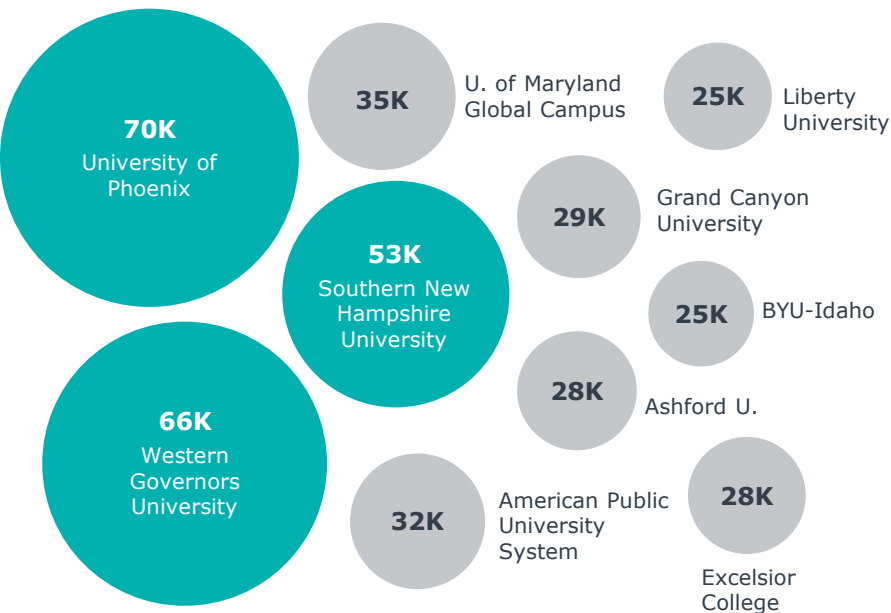 70K
University of
Phoenix
35K
U. of Maryland
Global Campus
25K
Liberty
University
53K
Southern New
Hampshire
University
29K
Grand Canyon
University
25K
BYU-Idaho
28K
Ashford U.
66K
Western
Governors
University
32K
American Public
University
System
28K
Excelsior
College